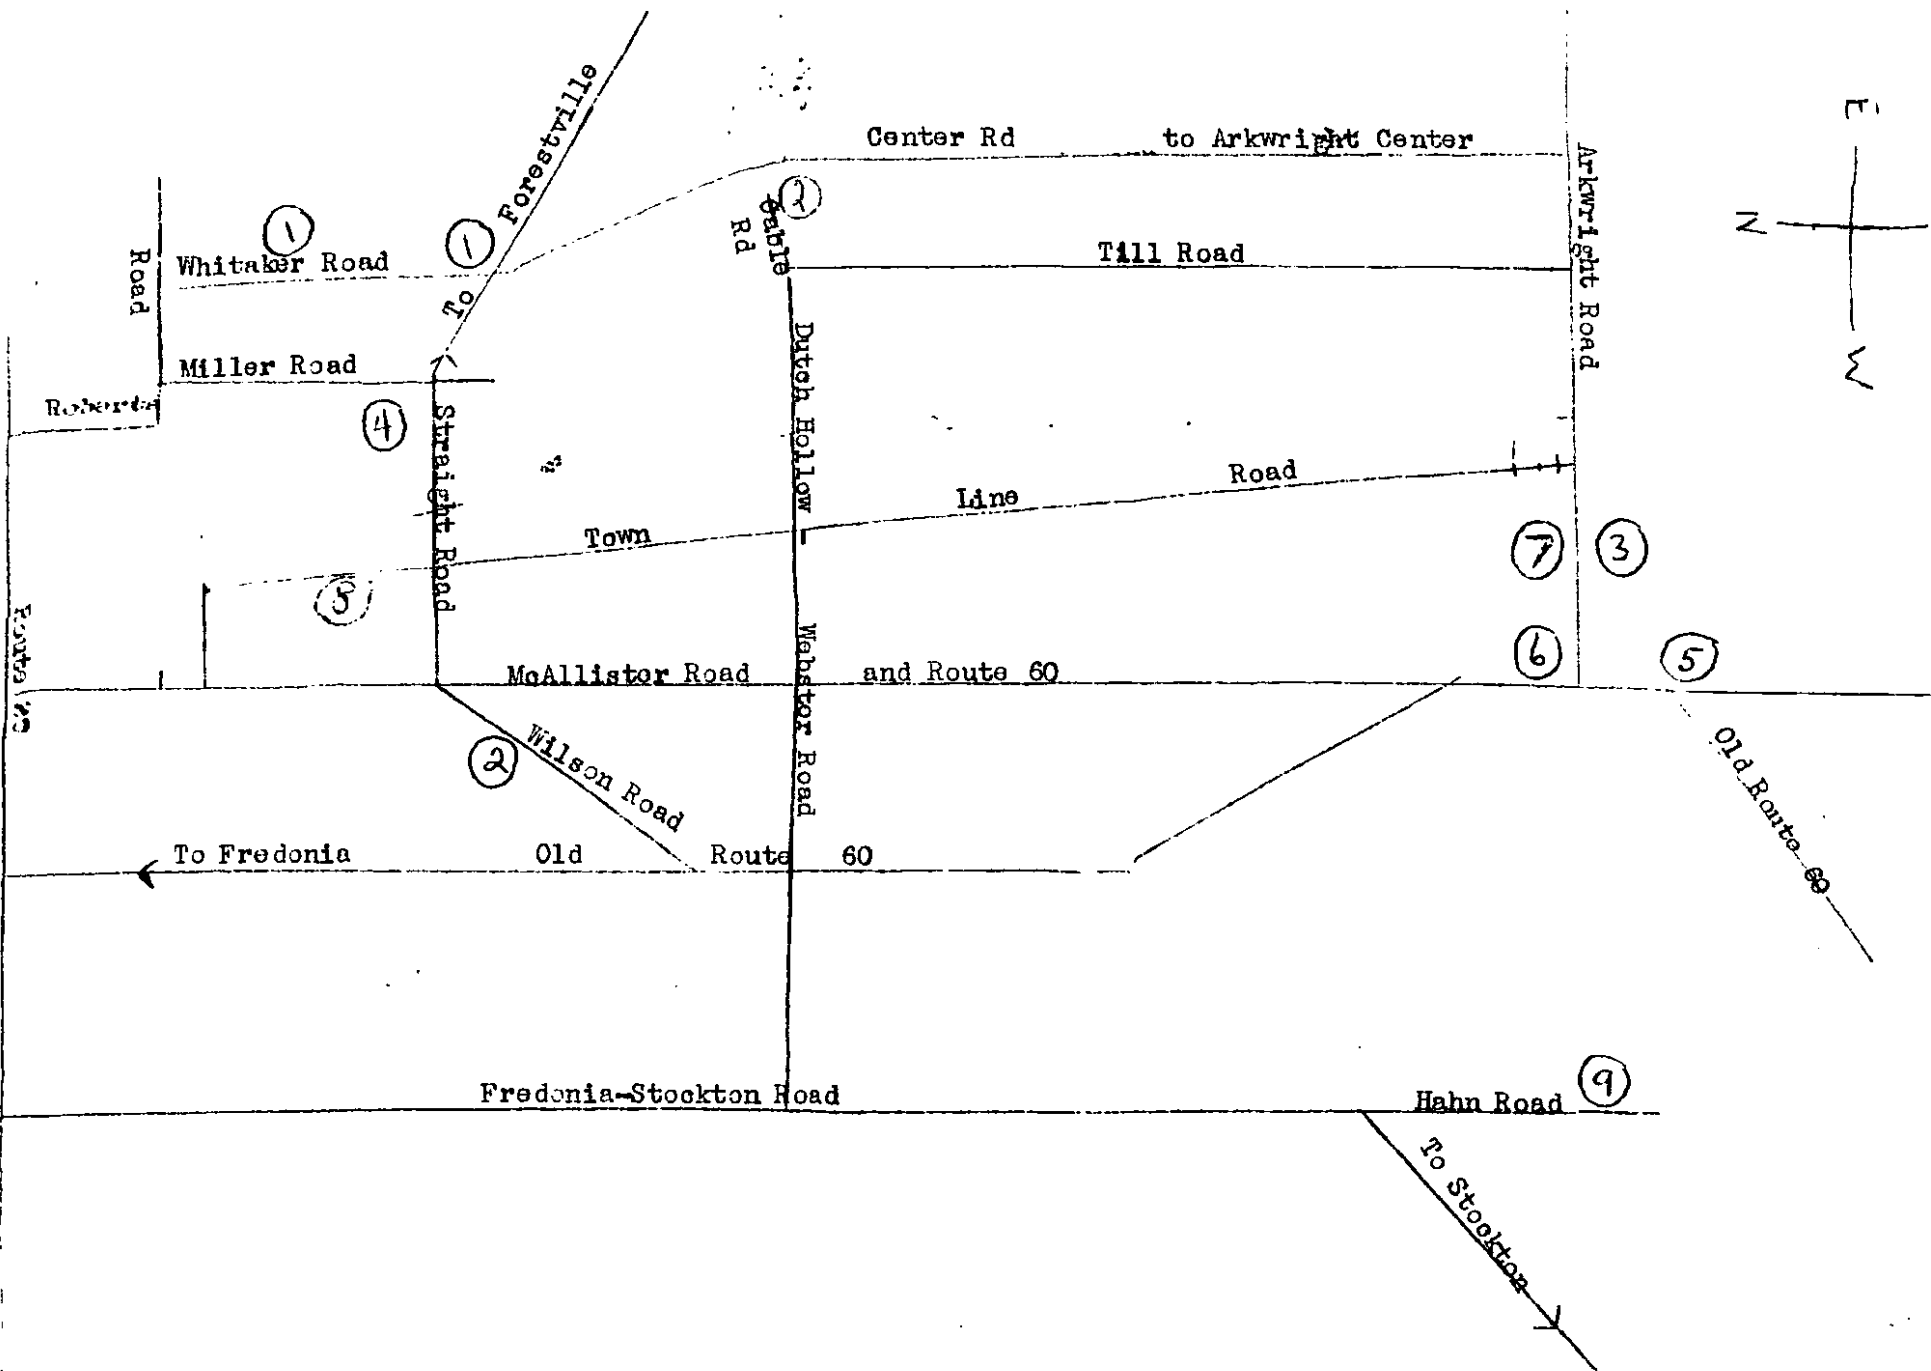 Center Rd to Arkwright Center
E
N
W
To Forestville
1
1
2
Whitaker Road
Road
Gable
Rd
Till Road
Arkwright Road
Miller Road
Roberts
4
Straight Road
Dutch Hollow
Town Line Road
7
3
6
5
McAllister Road and Route 60
Route
Webster Road
2
Wilson Road
Old Route 60
To Fredonia Old Route 60
Fredonia-Stockton Road
Hahn Road
9
To Stockton